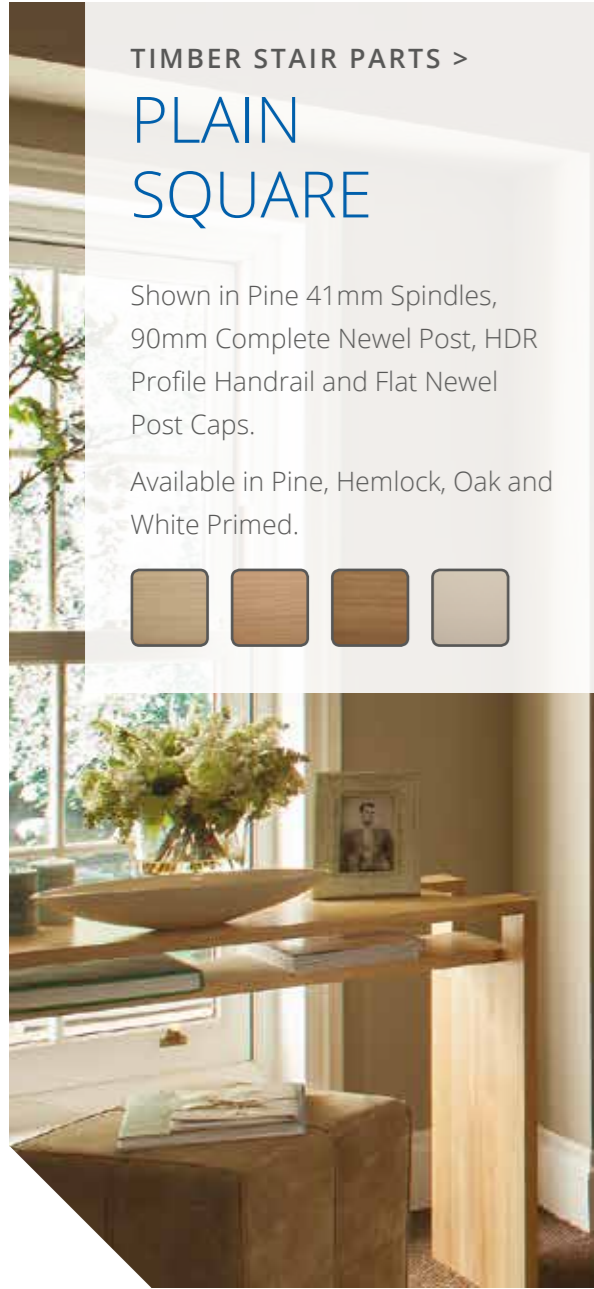 TIMBER STAIR PARTS >
PLAIN
SQUARE
Shown in Pine 41mm Spindles,
90mm Complete Newel Post, HDR
Profile Handrail and Flat Newel
Post Caps.
Available in Pine, Hemlock, Oak and
White Primed.